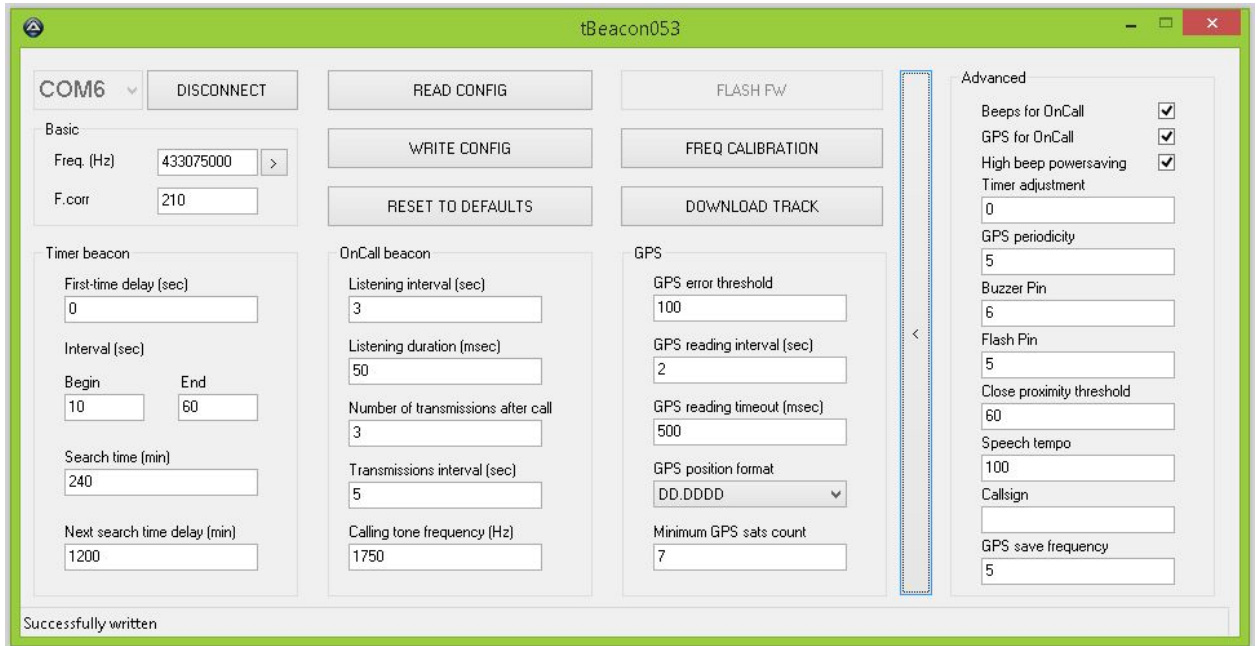 tBeacon053
COM6
DISCONNECT
READ CONFIG
FLASH FW
Basic
Freq. (Hz)
433075000
>
F.corr
210
WRITE CONFIG
FREQ CALIBRATION
RESET TO DEFAULTS
DOWNLOAD TRACK
Timer beacon
First-time delay (sec)
0
Interval (sec)
Begin End
10 60
Search time (min)
240
Next search time delay (min)
1200
OnCall beacon
Listening interval (sec)
3
Listening duration (msec)
50
Number of transmissions after call
3
Transmissions interval (sec)
5
Calling tone frequency (Hz)
1750
GPS
GPS error threshold
100
GPS reading interval (sec)
2
GPS reading timeout (msec)
500
GPS position format
DD.DDDD
Minimum GPS sats count
7
<
Advanced
Beeps for OnCall
GPS for OnCall
High beep powersaving
Timer adjustment
0
GPS periodicity
5
Buzzer Pin
6
Flash Pin
5
Close proximity threshold
60
Speech tempo
100
Callsign
GPS save frequency
5
Successfully written